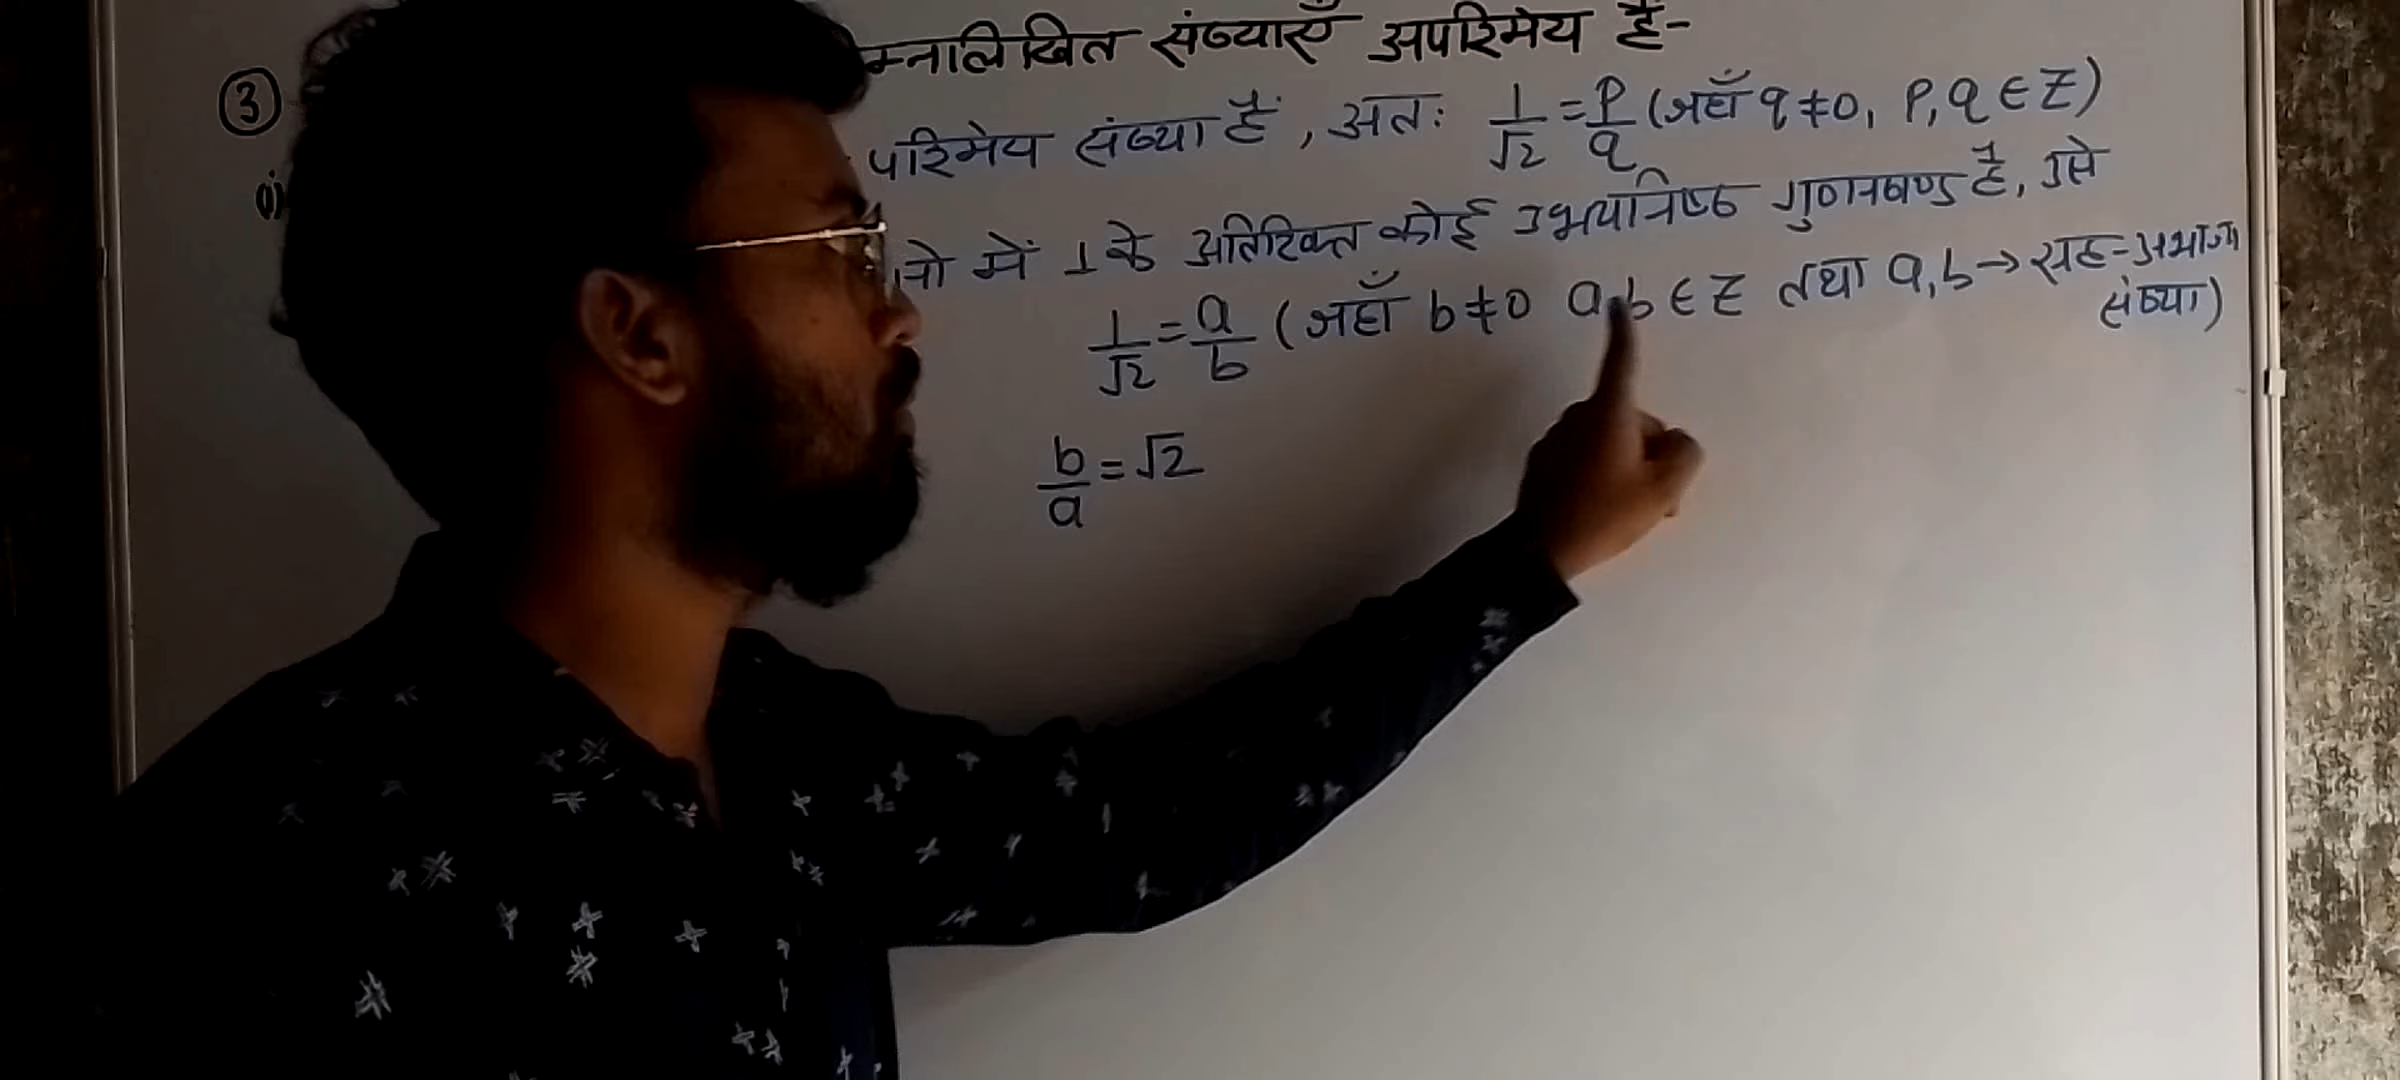 ③ म्नलिखित संख्याएँ अपरिमेय हैं-
(i) परिमेय संख्या है, अतः 1/√2 = p/q (जहाँ q ≠ 0, p, q ∈ Z)
नो में 1 के अतिरिक्त कोई उभयनिष्ठ गुणनखण्ड है, उसे
1/√2 = a/b (जहाँ b ≠ 0 a, b ∈ Z तथा a, b → सह-अभाज्य
संख्या)
b/a = √2